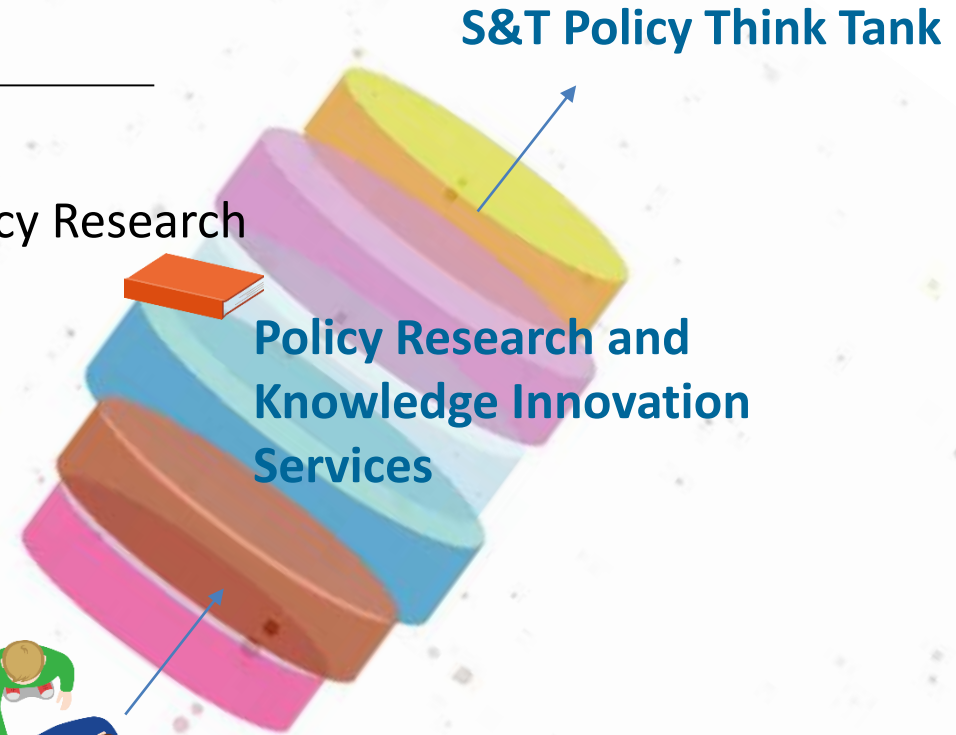 S&T Policy Think Tank
cy Research
Policy Research and
Knowledge Innovation
Services